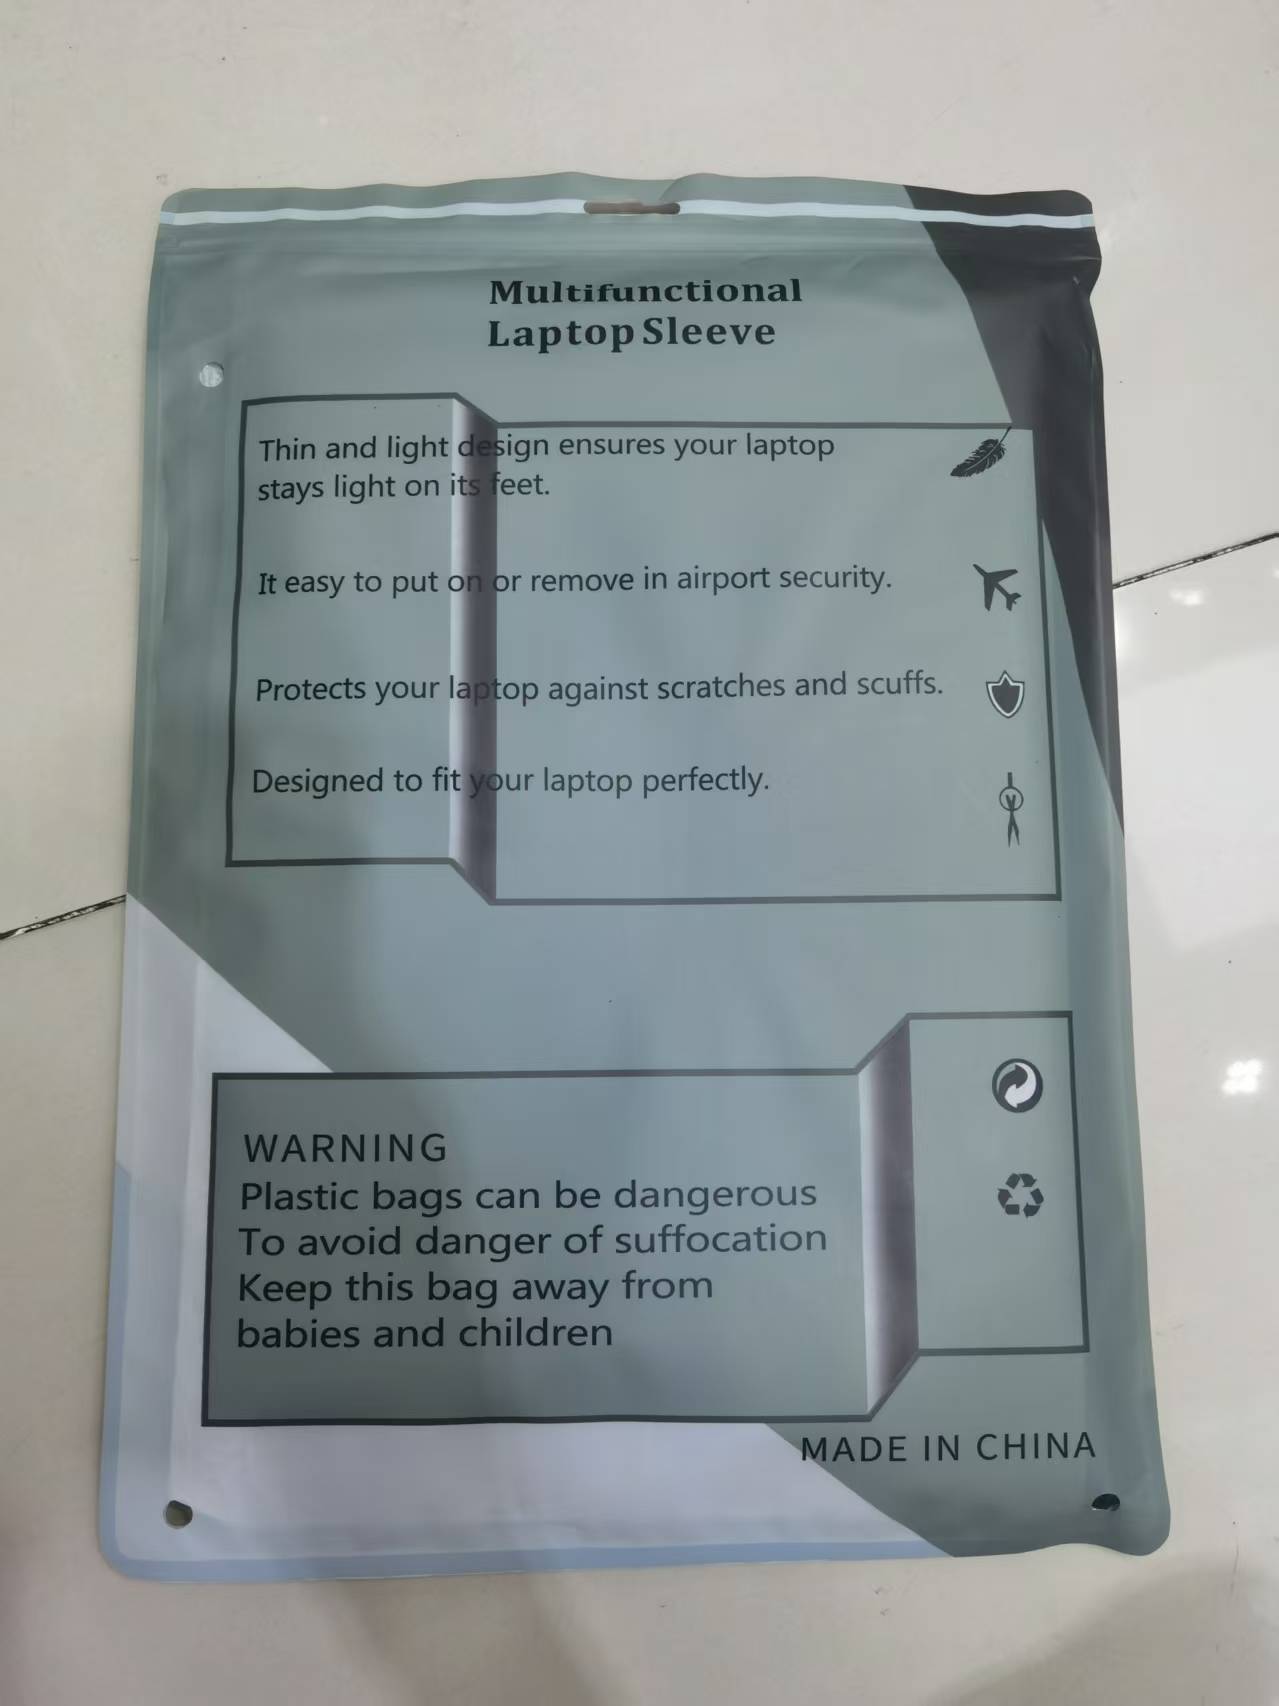 Multifunctional
Laptop Sleeve
Thin and light design ensures your laptop
stays light on its feet.
It easy to put on or remove in airport security.
Protects your laptop against scratches and scuffs.
Designed to fit your laptop perfectly.
WARNING
Plastic bags can be dangerous
To avoid danger of suffocation
Keep this bag away from
babies and children
MADE IN CHINA